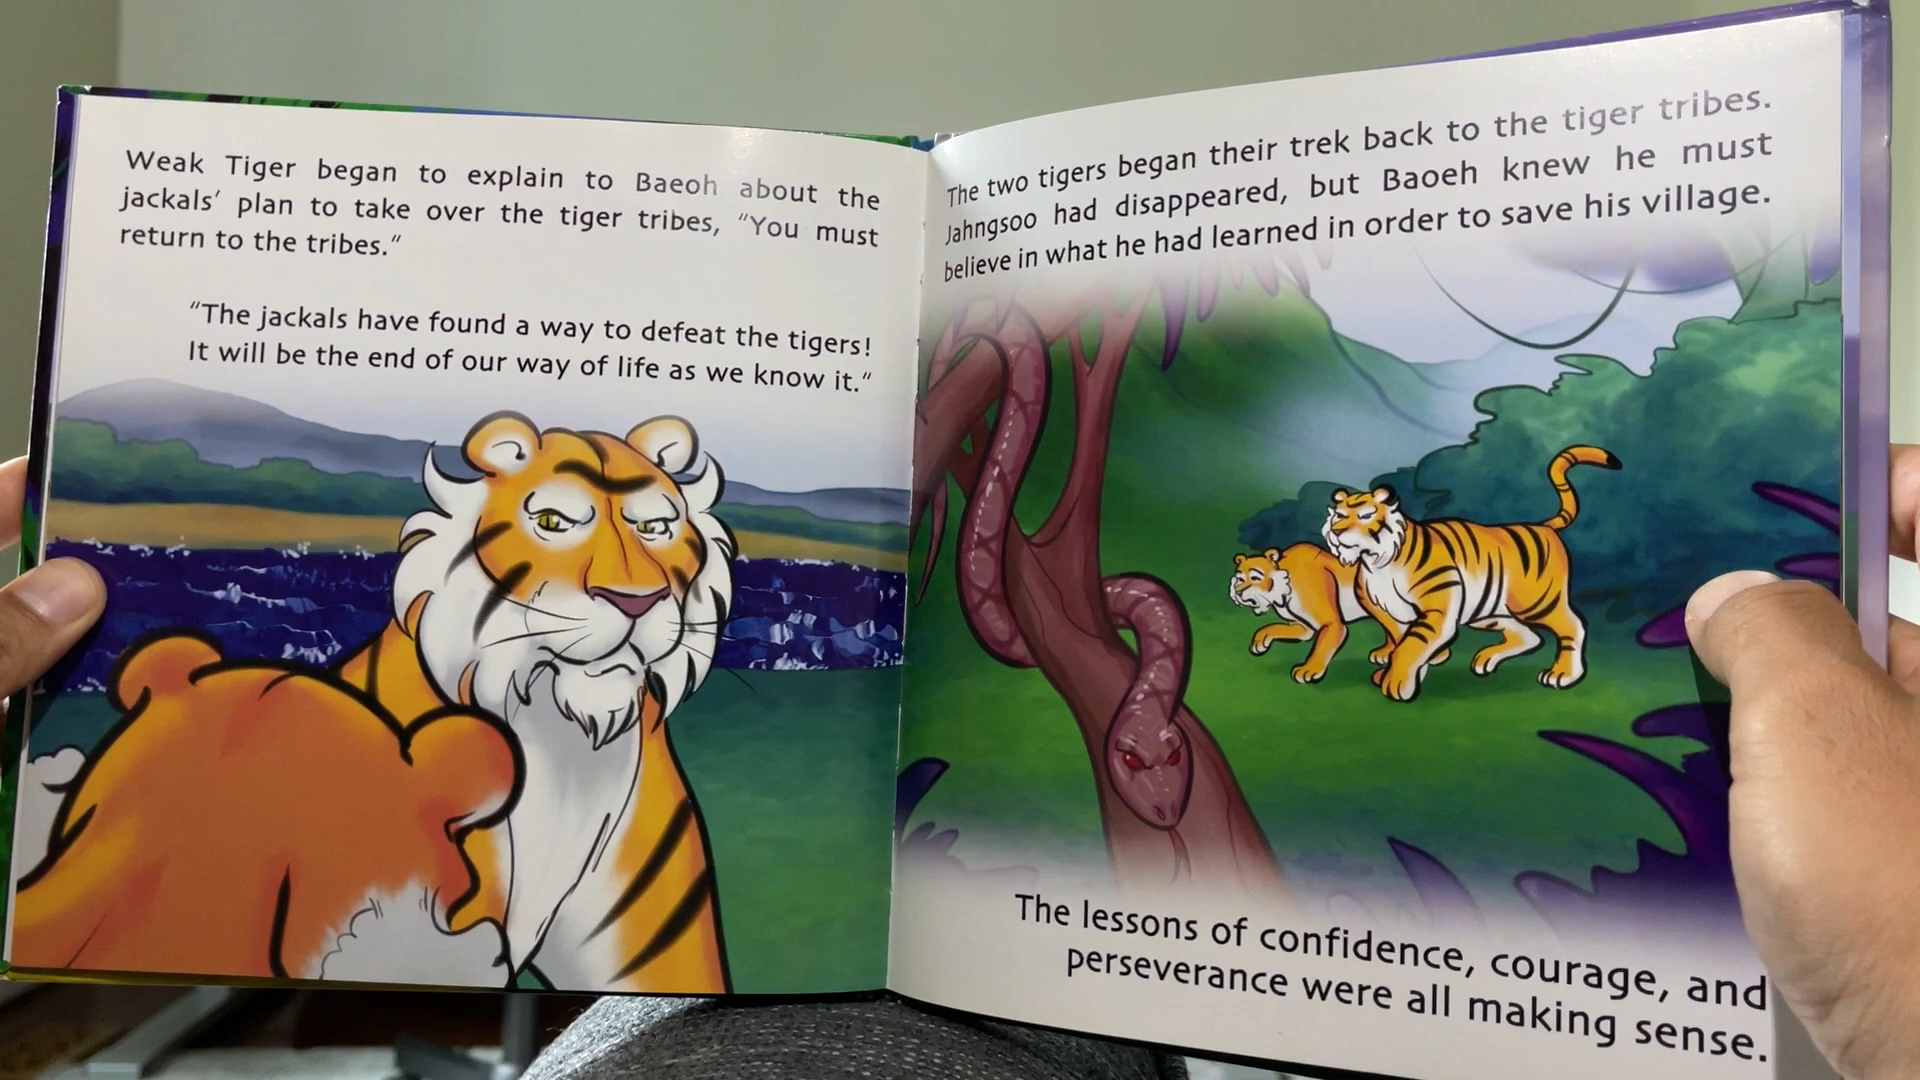 Weak Tiger began to explain to Baeoh about the
jackals’ plan to take over the tiger tribes, “You must
return to the tribes.“
“The jackals have found a way to defeat the tigers!
It will be the end of our way of life as we know it.“
The two tigers began their trek back to the tiger tribes.
Jahngsoo had disappeared, but Baoeh knew he must
believe in what he had learned in order to save his village.
The lessons of confidence, courage, and
perseverance were all making sense.